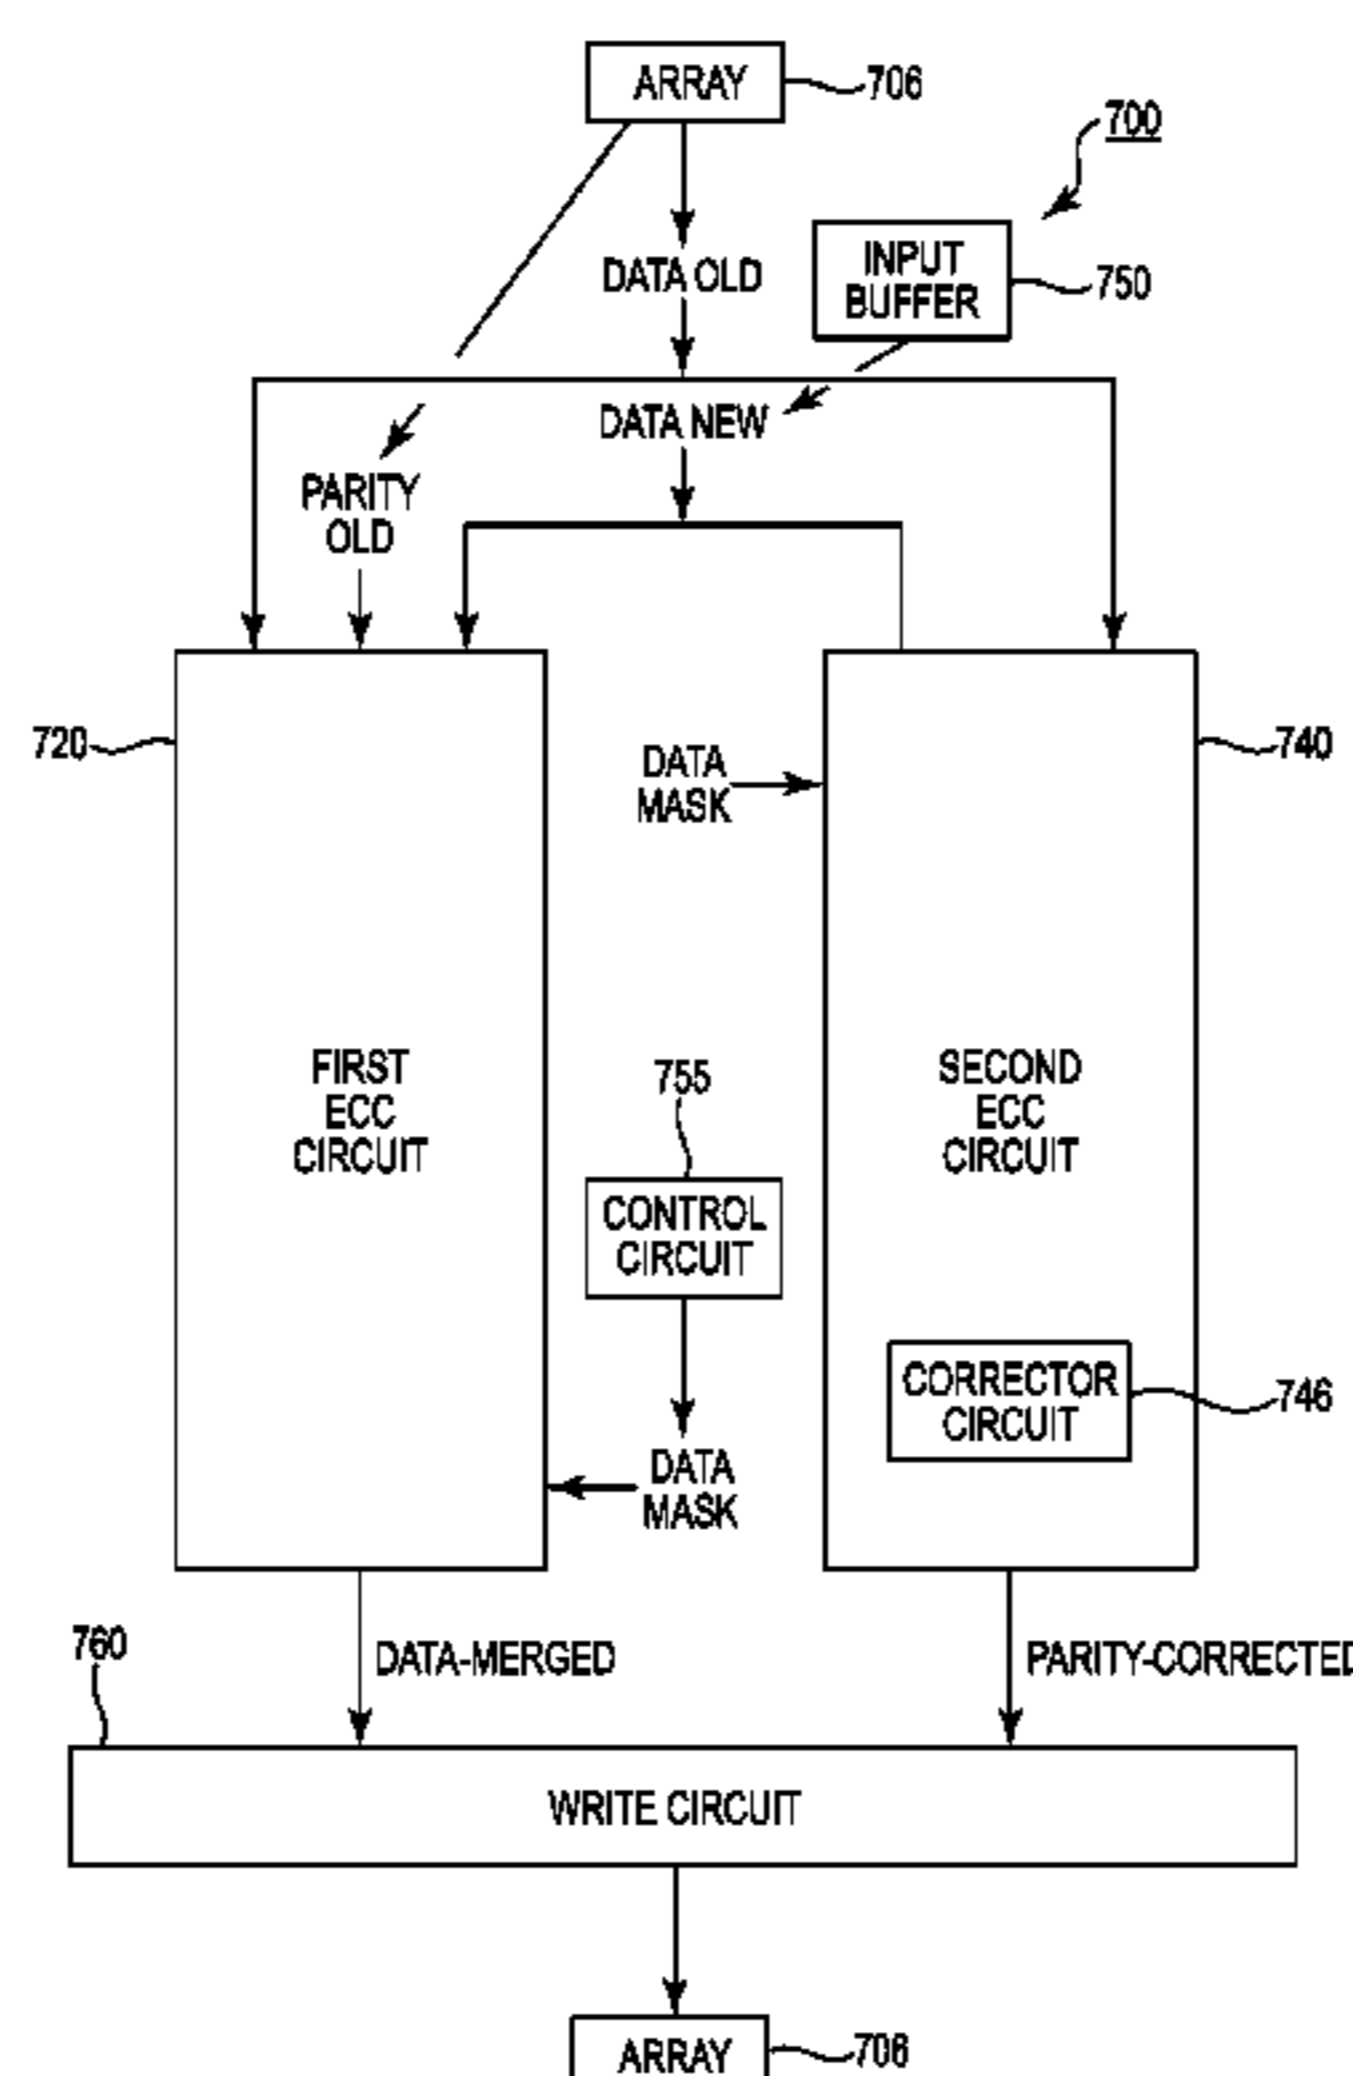 ARRAY
706
700
INPUT
BUFFER
750
DATA OLD
DATA NEW
PARITY
OLD
720
DATA
MASK
740
FIRST
ECC
CIRCUIT
755
SECOND
ECC
CIRCUIT
CONTROL
CIRCUIT
CORRECTOR
CIRCUIT
746
DATA
MASK
760
DATA-MERGED
PARITY-CORRECTED
WRITE CIRCUIT
ARRAY
706